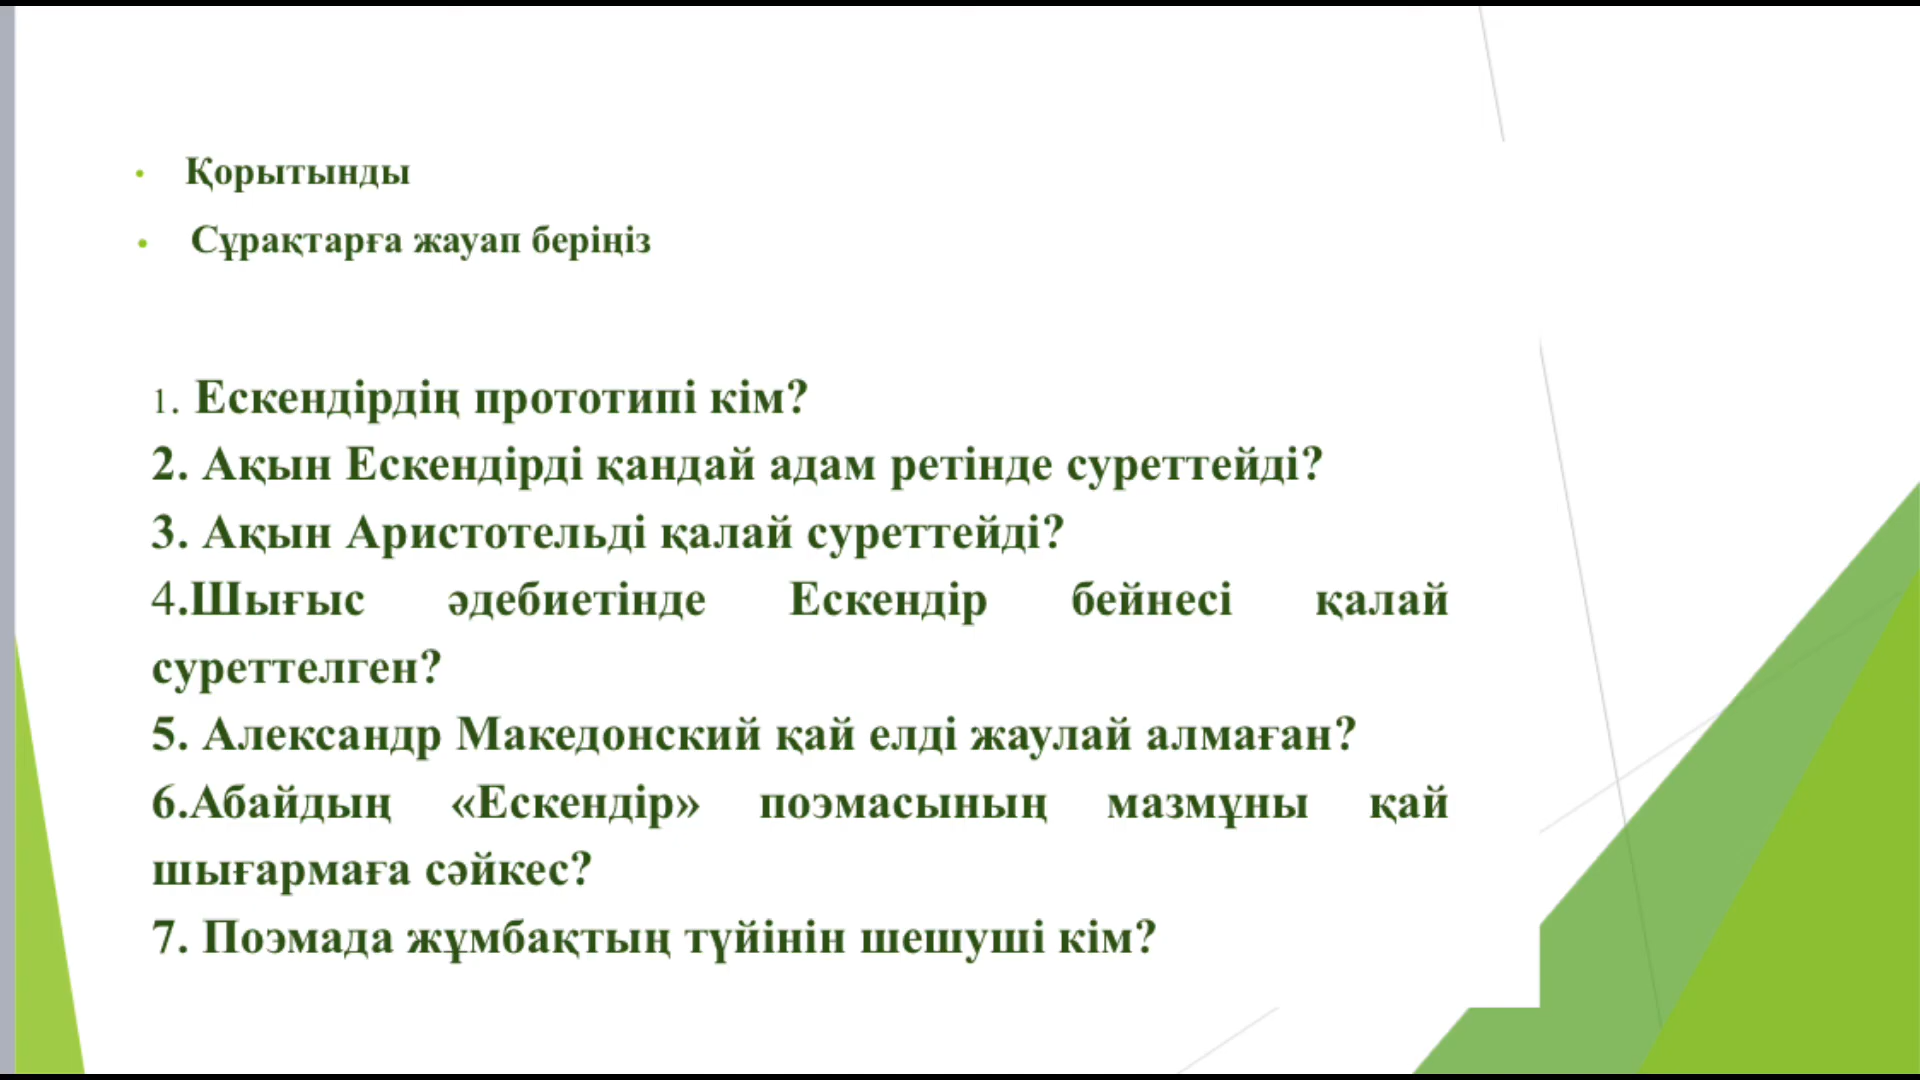 • Қорытынды
• Сұрақтарға жауап беріңіз
1. Ескендірдің прототипі кім?
2. Ақын Ескендірді қандай адам ретінде суреттейді?
3. Ақын Аристотельді қалай суреттейді?
4.Шығыс әдебиетінде Ескендір бейнесі қалай
суреттелген?
5. Александр Македонский қай елді жаулай алмаған?
6.Абайдың «Ескендір» поэмасының мазмұны қай
шығармаға сәйкес?
7. Поэмада жұмбақтың түйінін шешуші кім?